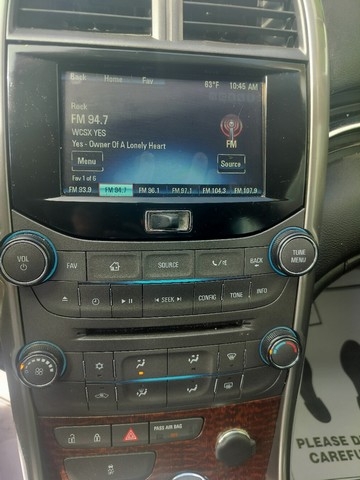 Back Home Fav 63°F 10:45 AM
Rock
FM 94.7
WCSX YES
Yes - Owner Of A Lonely Heart
FM
Menu Source
Fav 1 of 6
FM 93.9 FM 94.7 FM 96.1 FM 97.1 FM 104.3 FM 107.9
VOL
FAV SOURCE BACK
TUNE
MENU
SEEK CONFIG TONE INFO
PASS AIR BAG
PLEASE D
CAREFU